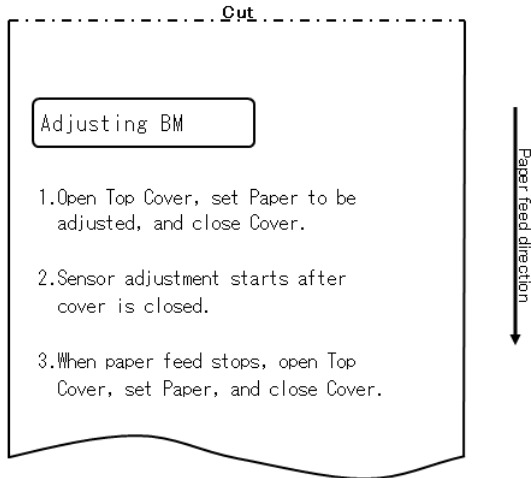 Cut
Adjusting BM
1.Open Top Cover, set Paper to be
adjusted, and close Cover.
2.Sensor adjustment starts after
cover is closed.
3.When paper feed stops, open Top
Cover, set Paper, and close Cover.
Paper feed direction